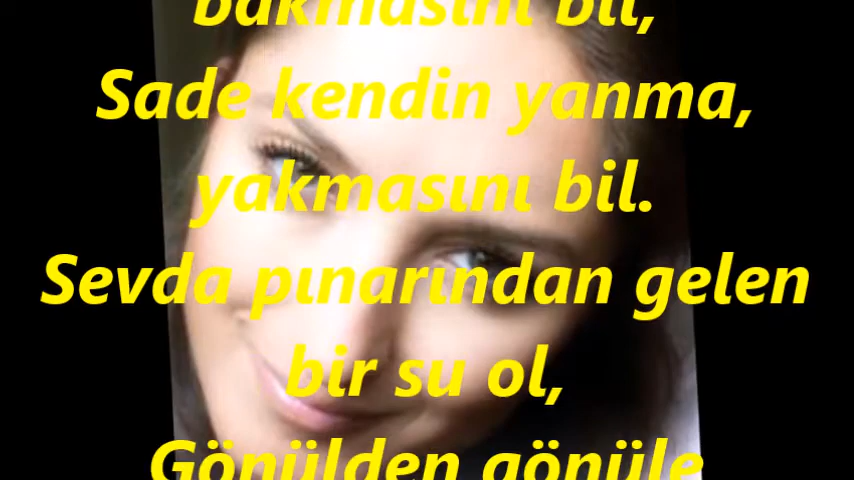 bakmasını bil,
Sade kendin yanma,
yakmasını bil.
Sevda pınarından gelen
bir su ol,
Gönülden gönüle